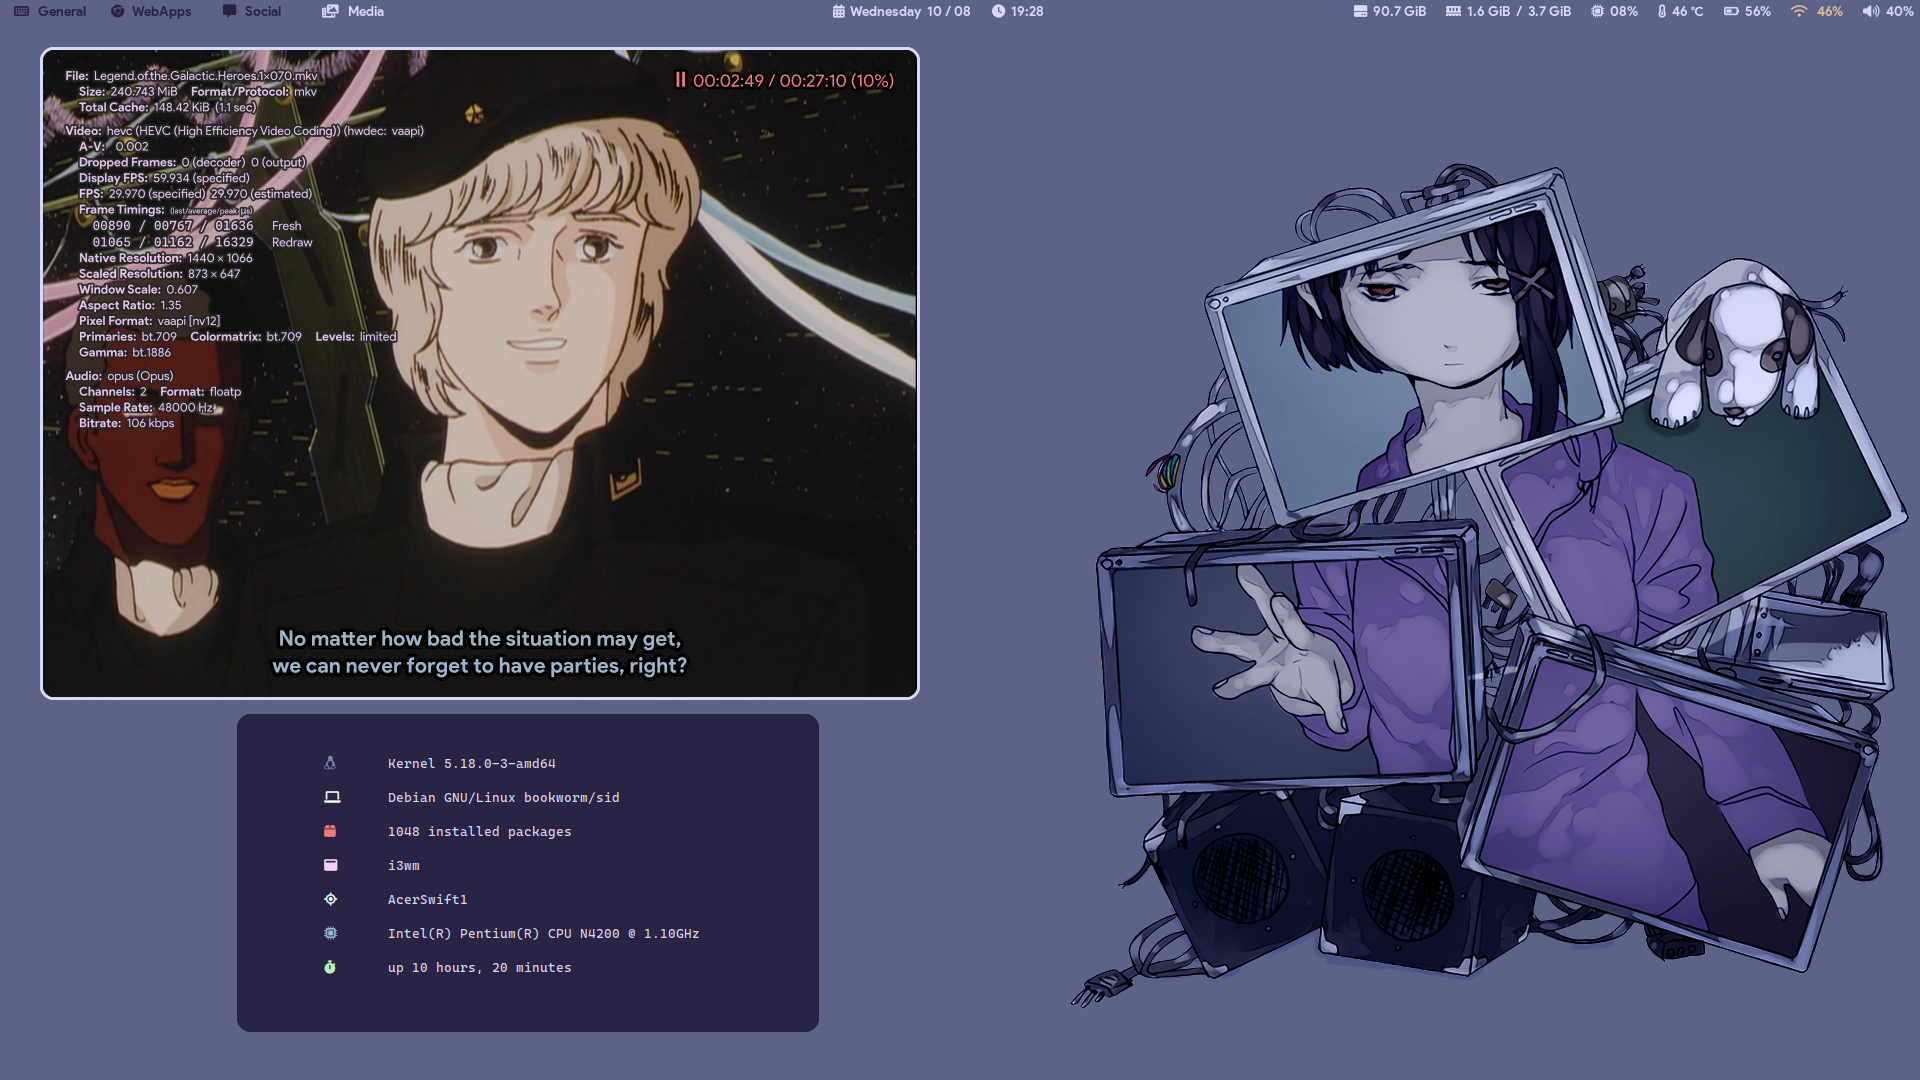 General WebApps Social Media Wednesday 10 / 08 19:28 90.7 GiB 1.6 GiB / 3.7 GiB 08% 46 °C 56% 46% 40%
File: Legend.of.the.Galactic.Heroes.1x070.mkv
Size: 240.743 MiB Format/Protocol: mkv
Total Cache: 148.42 KiB (1.1 sec)
00:02:49 / 00:27:10 (10%)
Video: hevc (HEVC (High Efficiency Video Coding)) (hwdec: vaapi)
A-V: 0.002
Dropped Frames: 0 (decoder) 0 (output)
Display FPS: 59.934 (specified)
FPS: 29.970 (specified) 29.970 (estimated)
Frame Timings: (last/average/peak μs)
00890 / 00767 / 01636 Fresh
01065 / 01162 / 16329 Redraw
Native Resolution: 1440 × 1066
Scaled Resolution: 873 × 647
Window Scale: 0.607
Aspect Ratio: 1.35
Pixel Format: vaapi [nv12]
Primaries: bt.709 Colormatrix: bt.709 Levels: limited
Gamma: bt.1886
Audio: opus (Opus)
Channels: 2 Format: floatp
Sample Rate: 48000 Hz
Bitrate: 106 kbps
No matter how bad the situation may get,
we can never forget to have parties, right?
Kernel 5.18.0-3-amd64
Debian GNU/Linux bookworm/sid
1048 installed packages
i3wm
AcerSwift1
Intel(R) Pentium(R) CPU N4200 @ 1.10GHz
up 10 hours, 20 minutes